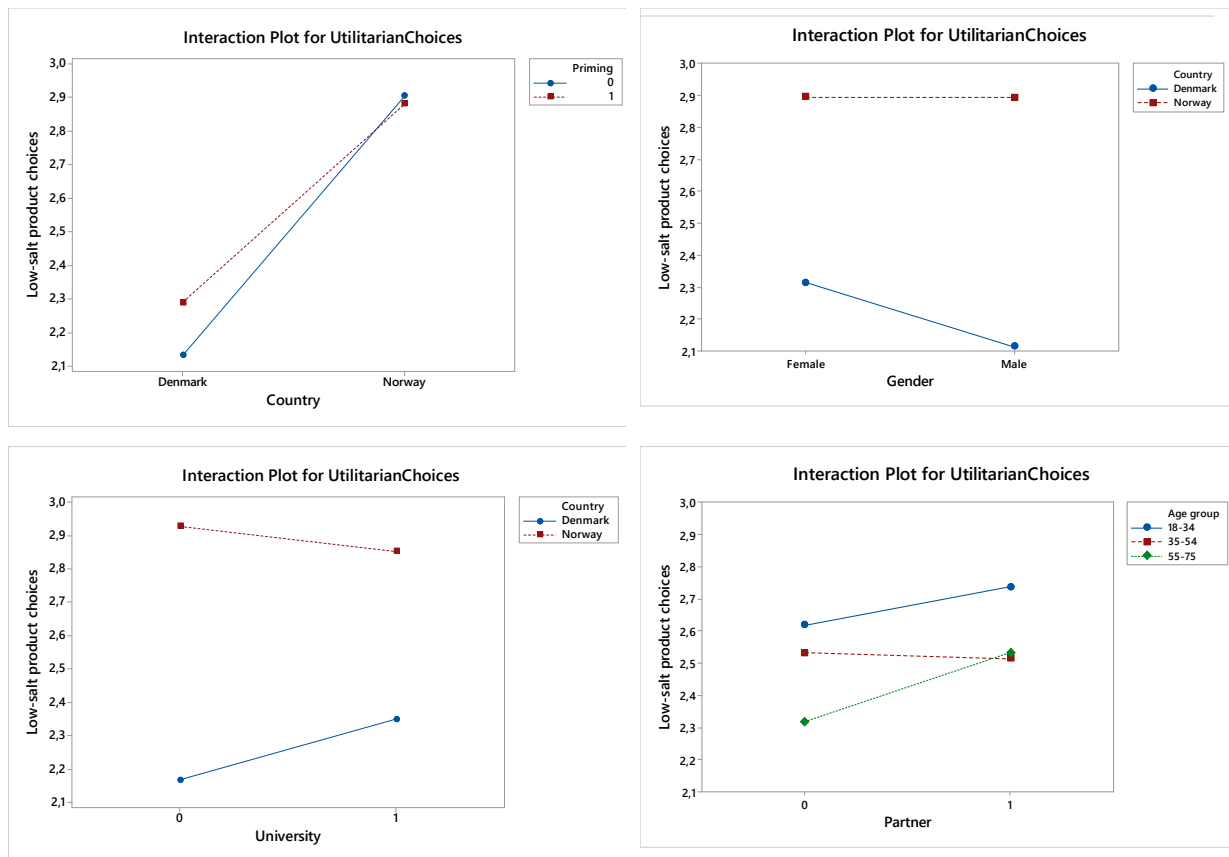 Interaction Plot for UtilitarianChoices
Low-salt product choices
3,0
2,9
2,8
2,7
2,6
2,5
2,4
2,3
2,2
2,1
Denmark Norway
Country
Priming
0
1
Interaction Plot for UtilitarianChoices
Low-salt product choices
3,0
2,9
2,8
2,7
2,6
2,5
2,4
2,3
2,2
2,1
Female Male
Gender
Country
Denmark
Norway
Interaction Plot for UtilitarianChoices
Low-salt product choices
3,0
2,9
2,8
2,7
2,6
2,5
2,4
2,3
2,2
2,1
0 1
University
Country
Denmark
Norway
Interaction Plot for UtilitarianChoices
Low-salt product choices
3,0
2,9
2,8
2,7
2,6
2,5
2,4
2,3
2,2
2,1
0 1
Partner
Age group
18-34
35-54
55-75